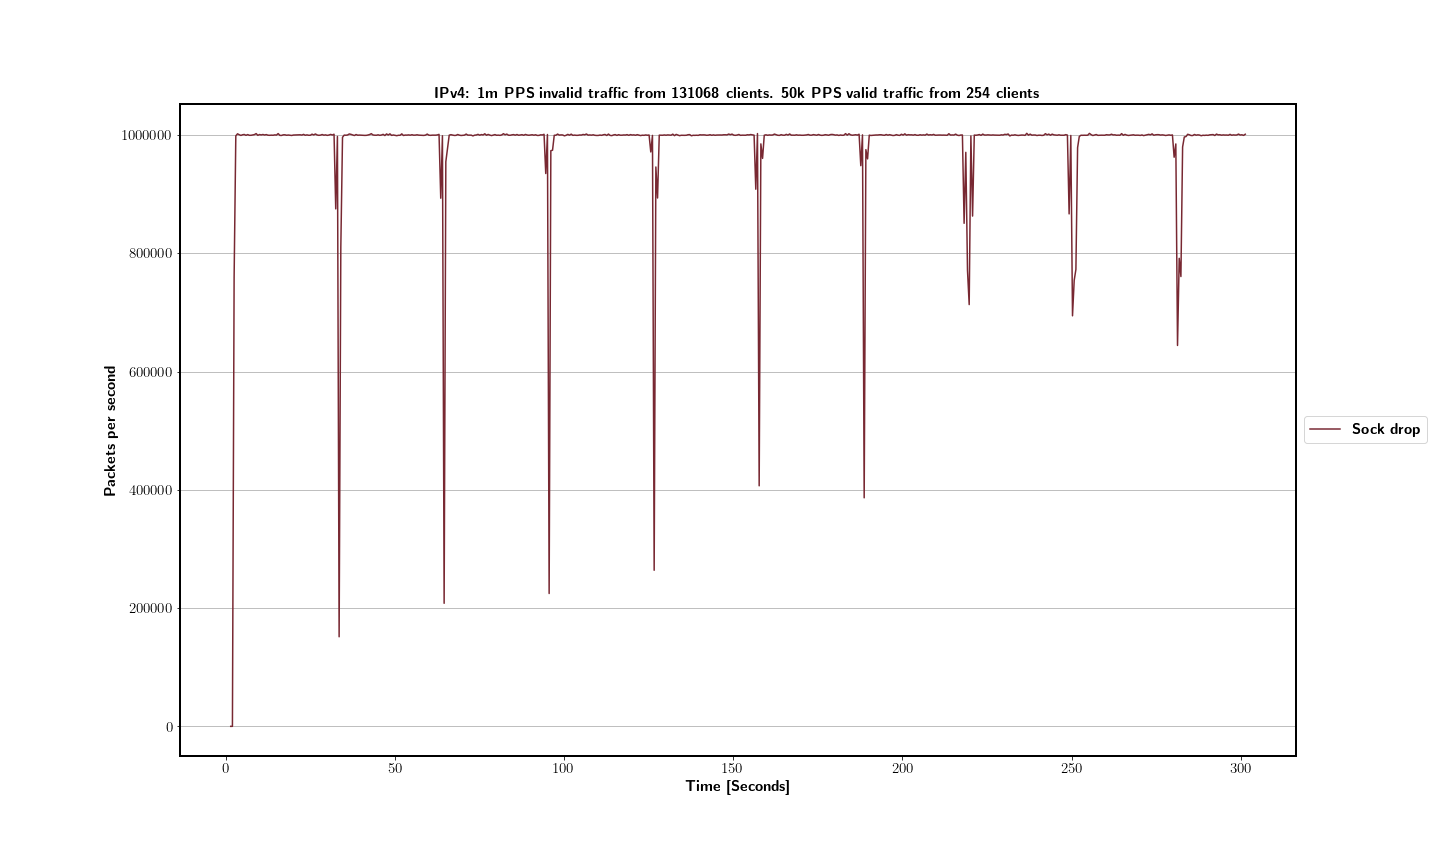 IPv4: 1m PPS invalid traffic from 131068 clients. 50k PPS valid traffic from 254 clients
1000000
800000
600000
400000
200000
0
Packets per second
Sock drop
0 50 100 150 200 250 300
Time [Seconds]